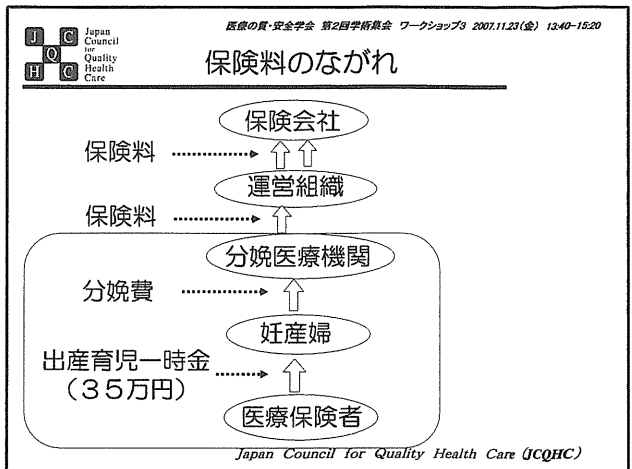 医療の質・安全学会 第2回学術集会 ワークショップ3 2007.11.23(金) 13:40-15:20
J C Q H C
Japan
Council
for
Quality
Health
Care
保険料のながれ
保険会社
保険料
運営組織
保険料
分娩医療機関
分娩費
妊産婦
出産育児一時金
（３５万円）
医療保険者
Japan Council for Quality Health Care (JCQHC)